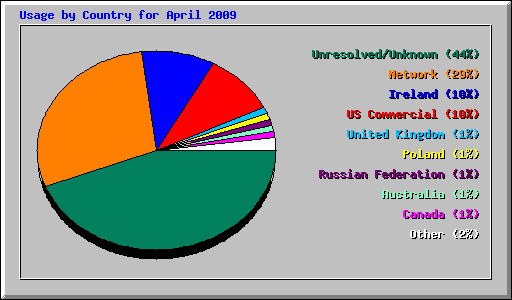 Usage by Country for April 2009
Unresolved/Unknown (44%)
Network (29%)
Ireland (10%)
US Commercial (10%)
United Kingdom (1%)
Poland (1%)
Russian Federation (1%)
Australia (1%)
Canada (1%)
Other (2%)